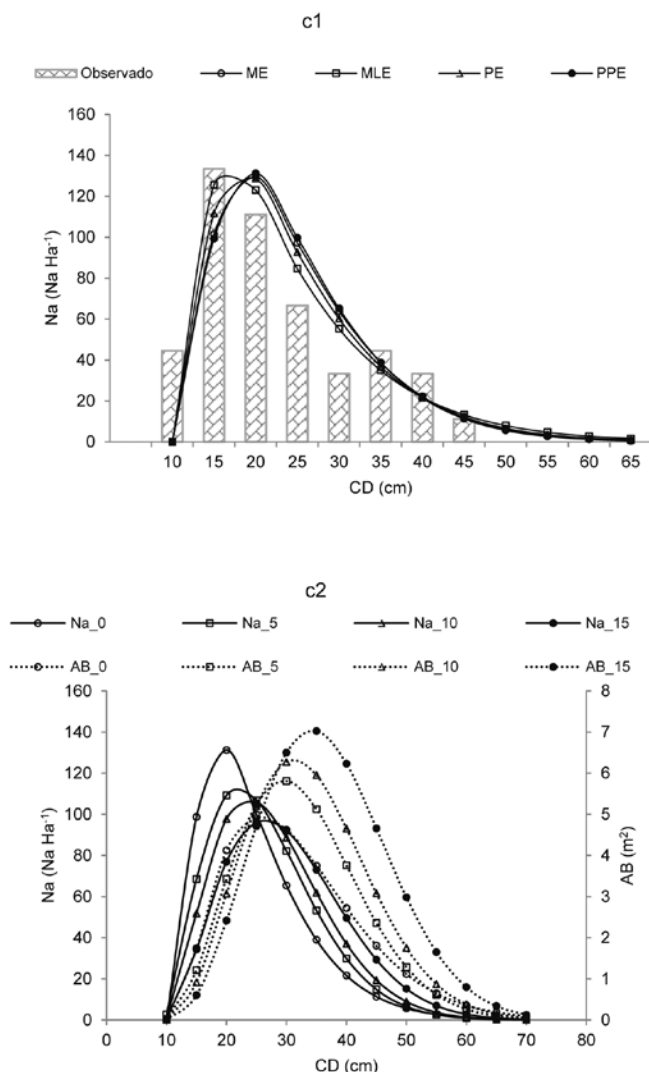 c1
Observado ME MLE PE PPE
160
140
120
100
80
60
40
20
0
Na (Na Ha⁻¹)
10 15 20 25 30 35 40 45 50 55 60 65
CD (cm)
c2
Na_0 Na_5 Na_10 Na_15
AB_0 AB_5 AB_10 AB_15
160
140
120
100
80
60
40
20
0
Na (Na Ha⁻¹)
8
7
6
5
4
3
2
1
0
AB (m²)
0 10 20 30 40 50 60 70 80
CD (cm)